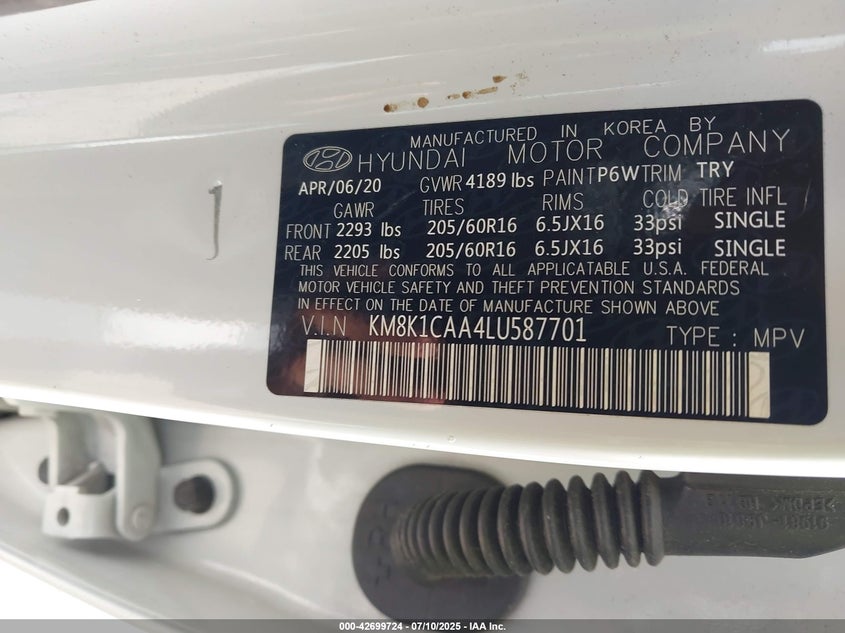 MANUFACTURED IN KOREA BY
HYUNDAI MOTOR COMPANY
APR/06/20 GVWR 4189 lbs PAINT P6W TRIM TRY
GAWR TIRES RIMS COLD TIRE INFL
FRONT 2293 lbs 205/60R16 6.5JX16 33psi SINGLE
REAR 2205 lbs 205/60R16 6.5JX16 33psi SINGLE
THIS VEHICLE CONFORMS TO ALL APPLICATABLE U.S.A. FEDERAL
MOTOR VEHICLE SAFETY AND THEFT PREVENTION STANDARDS
IN EFFECT ON THE DATE OF MANUFACTURE SHOWN ABOVE
V.I.N KM8K1CAA4LU587701 TYPE : MPV
000-42699724 — 07/10/2025 — IAA Inc.